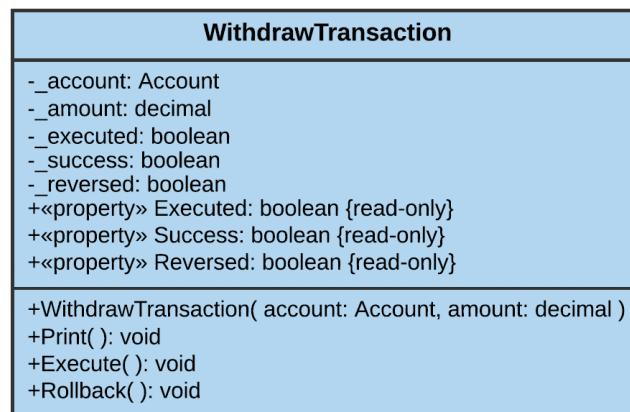 WithdrawTransaction
-_account: Account
-_amount: decimal
-_executed: boolean
-_success: boolean
-_reversed: boolean
+«property» Executed: boolean {read-only}
+«property» Success: boolean {read-only}
+«property» Reversed: boolean {read-only}
+WithdrawTransaction( account: Account, amount: decimal )
+Print( ): void
+Execute( ): void
+Rollback( ): void